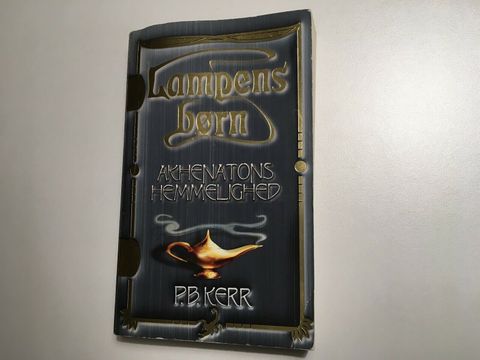 Lampens
børn
AKHENATONS
HEMMELIGHED
P.B. KERR